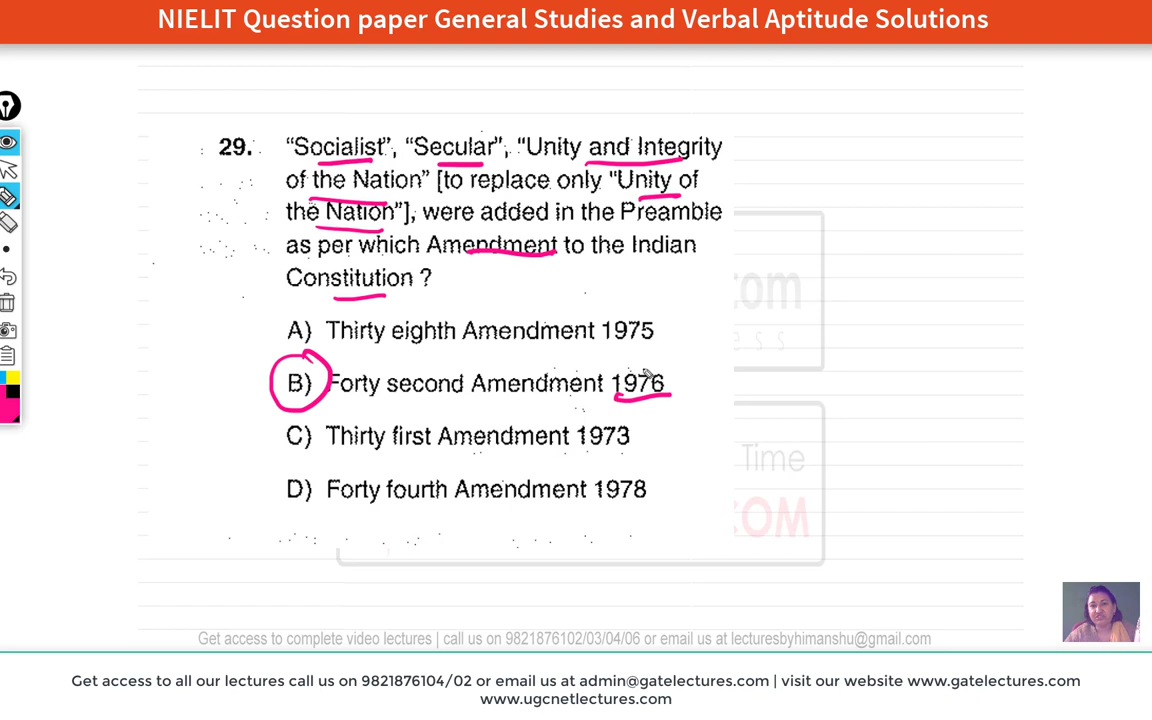 NIELIT Question paper General Studies and Verbal Aptitude Solutions
29. "Socialist", "Secular", "Unity and Integrity
of the Nation" [to replace only "Unity of
the Nation"], were added in the Preamble
as per which Amendment to the Indian
Constitution ?
.com
ess
A) Thirty eighth Amendment 1975
B) Forty second Amendment 1976
C) Thirty first Amendment 1973
Time
D) Forty fourth Amendment 1978
COM
Get access to complete video lectures | call us on 9821876102/03/04/06 or email us at lecturesbyhimanshu@gmail.com
Get access to all our lectures call us on 9821876104/02 or email us at admin@gatelectures.com | visit our website www.gatelectures.com
www.ugcnetlectures.com